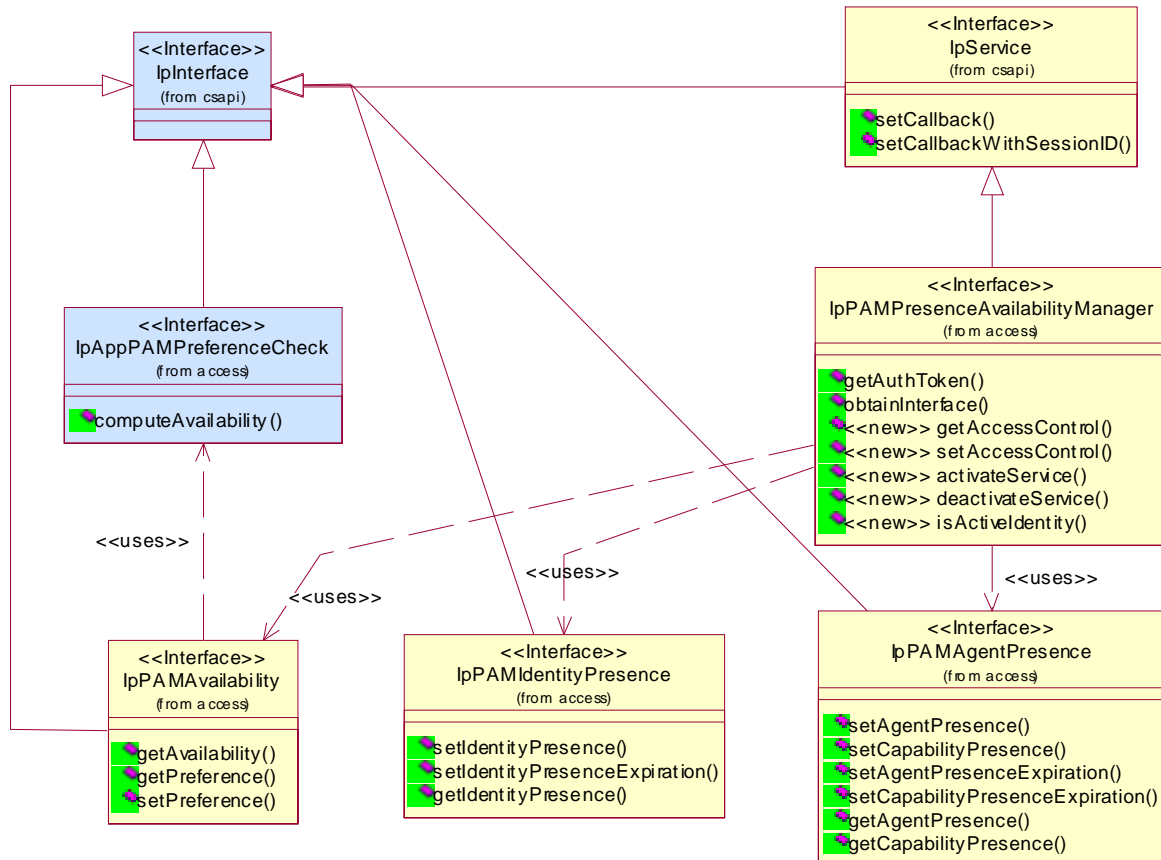 <<Interface>>
IpInterface
(from csapi)
<<Interface>>
IpService
(from csapi)
setCallback()
setCallbackWithSessionID()
<<Interface>>
IpAppPAMPreferenceCheck
(from access)
computeAvailability()
<<Interface>>
IpPAMPresenceAvailabilityManager
(from access)
getAuthToken()
obtainInterface()
<<new>> getAccessControl()
<<new>> setAccessControl()
<<new>> activateService()
<<new>> deactivateService()
<<new>> isActiveIdentity()
<<uses>>
<<uses>>
<<uses>>
<<uses>>
<<Interface>>
IpPAMAvailability
(from access)
getAvailability()
getPreference()
setPreference()
<<Interface>>
IpPAMIdentityPresence
(from access)
setIdentityPresence()
setIdentityPresenceExpiration()
getIdentityPresence()
<<Interface>>
IpPAMAgentPresence
(from access)
setAgentPresence()
setCapabilityPresence()
setAgentPresenceExpiration()
setCapabilityPresenceExpiration()
getAgentPresence()
getCapabilityPresence()